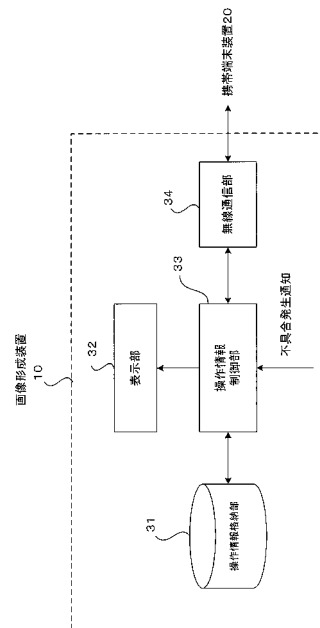 画像形成装置
10
32
表示部
31
操作情報格納部
33
操作情報
制御部
不具合発生通知
34
無線通信部
携帯端末装置20